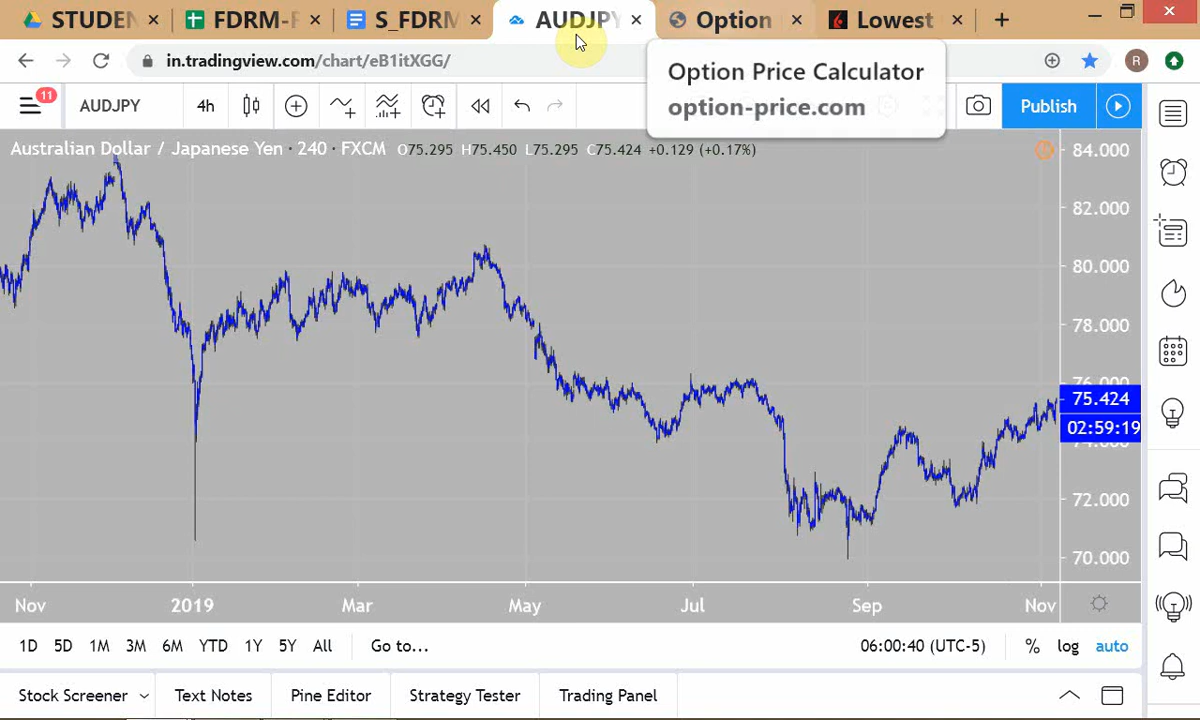 STUDEN
FDRM-F
S_FDRM
AUDJPY
Option
Lowest
in.tradingview.com/chart/eB1itXGG/
R
Option Price Calculator
option-price.com
11
AUDJPY
4h
Publish
Australian Dollar / Japanese Yen · 240 · FXCM O75.295 H75.450 L75.295 C75.424 +0.129 (+0.17%)
84.000
82.000
80.000
78.000
76.000
75.424
02:59:19
74.000
72.000
70.000
Nov 2019 Mar May Jul Sep Nov
1D 5D 1M 3M 6M YTD 1Y 5Y All Go to... 06:00:40 (UTC-5) % log auto
Stock Screener Text Notes Pine Editor Strategy Tester Trading Panel